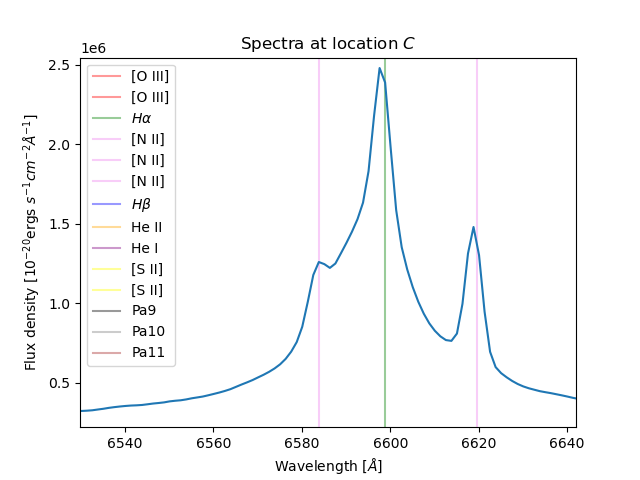 Spectra at location C
1e6
2.5
2.0
1.5
1.0
0.5
Flux density [10⁻²⁰ergs s⁻¹cm⁻²Å⁻¹]
[O III]
[O III]
Hα
[N II]
[N II]
[N II]
Hβ
He II
He I
[S II]
[S II]
Pa9
Pa10
Pa11
6540 6560 6580 6600 6620 6640
Wavelength [Å]